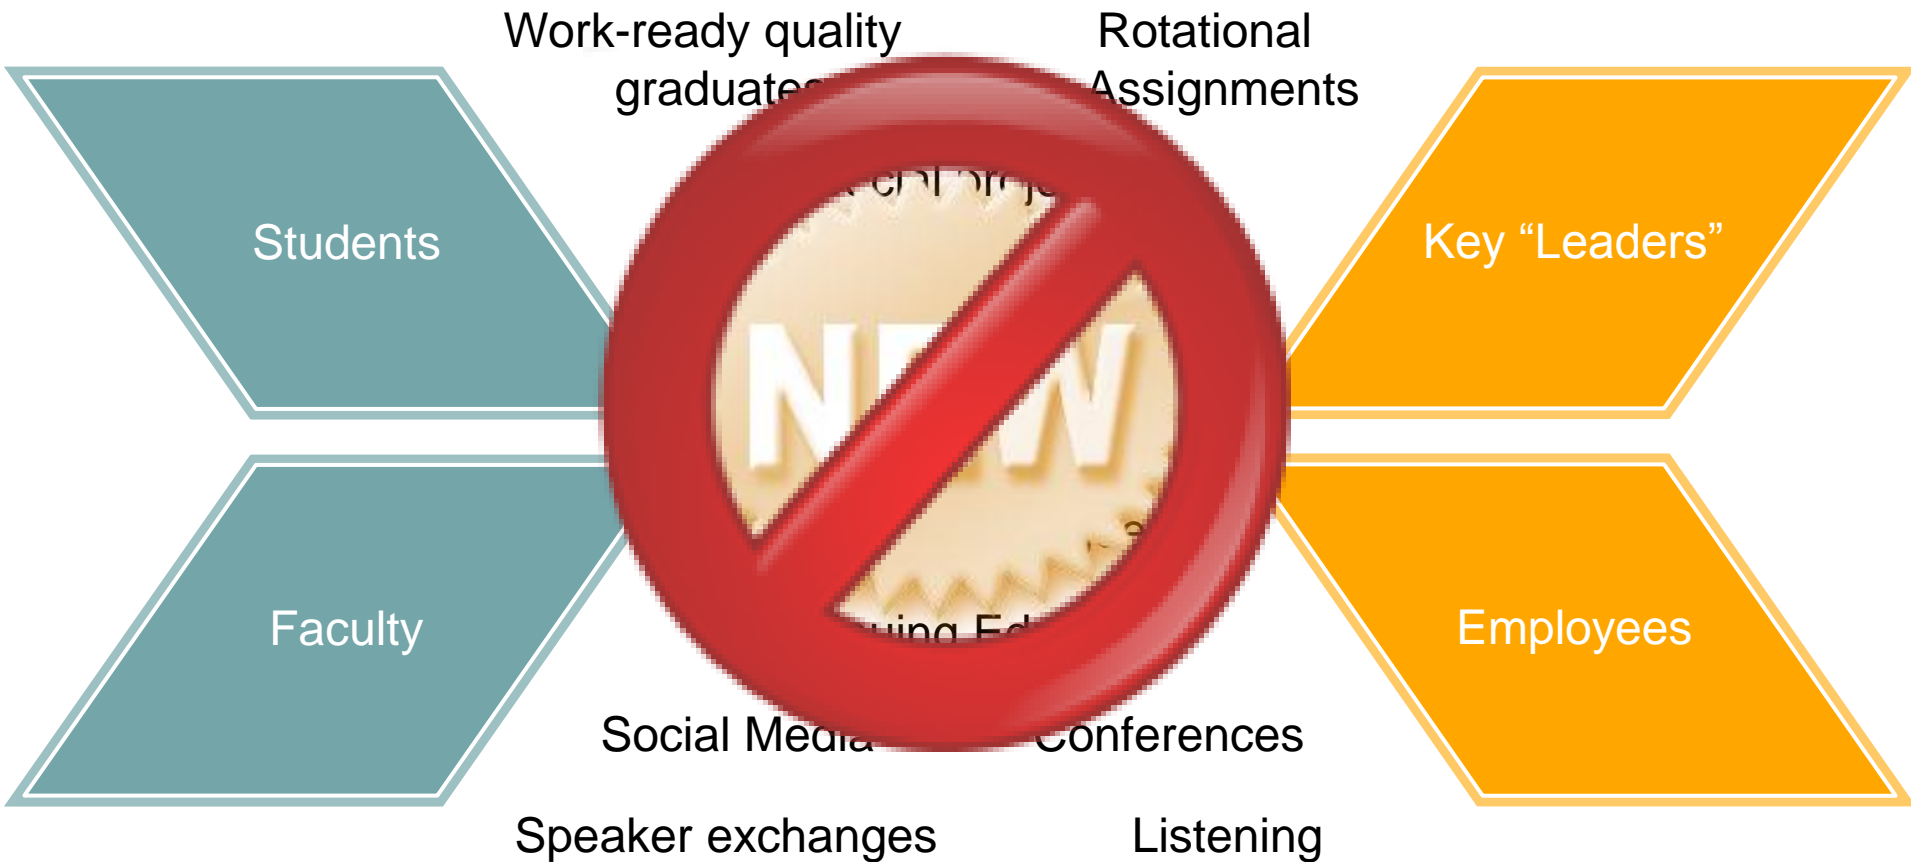 Work-ready quality
graduates
Rotational
Assignments
Students
Key “Leaders”
NEW
Faculty
Employees
Social Media
Conferences
Speaker exchanges
Listening